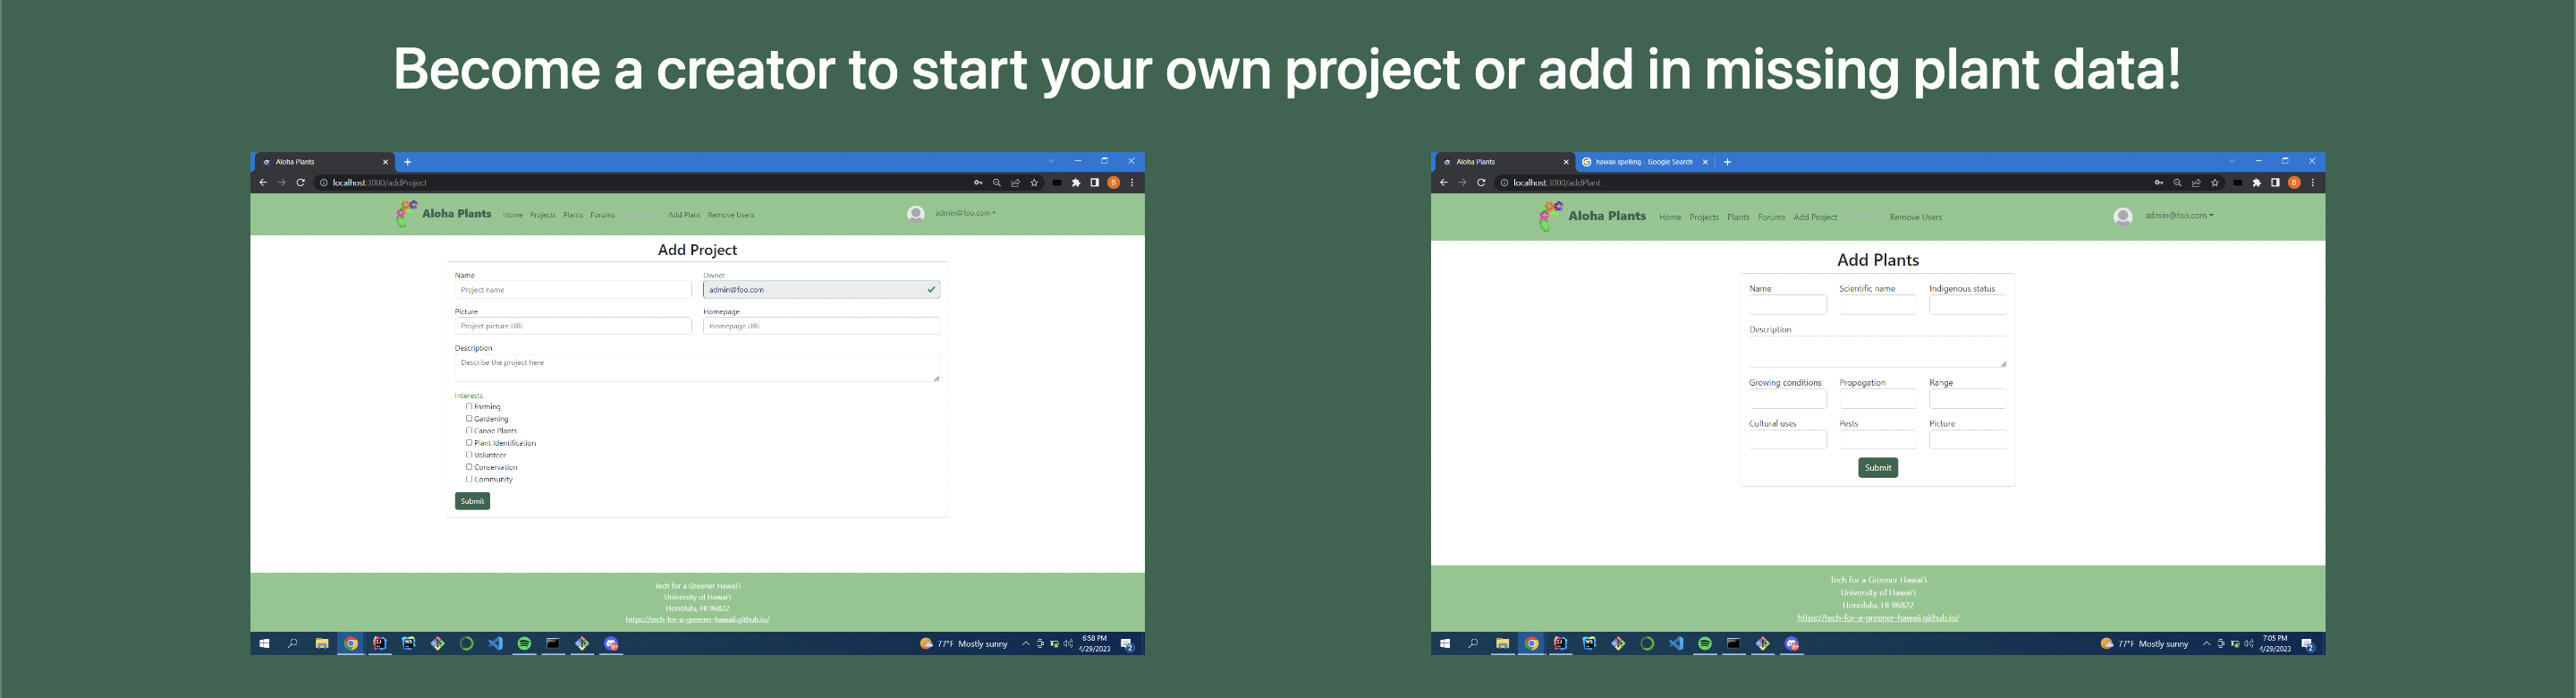 Become a creator to start your own project or add in missing plant data!
Aloha Plants
localhost:3000/addProject
Aloha Plants Home Projects Plants Forums Add Plant Remove Users admin@foo.com
Add Project
Name Owner
Project name admin@foo.com
Picture Homepage
Project picture URL Homepage URL
Description
Describe the project here
Interests
Farming
Gardening
Canoe Plants
Plant Identification
Volunteer
Conservation
Community
Submit
Tech for a Greener Hawai'i
University of Hawai'i
Honolulu, HI 96822
https://tech-for-a-greener-hawaii.github.io/
77°F Mostly sunny 6:58 PM
4/29/2023
Aloha Plants hawaii spelling - Google Search
localhost:3000/addPlant
Aloha Plants Home Projects Plants Forums Add Project Remove Users admin@foo.com
Add Plants
Name Scientific name Indigenous status
Description
Growing conditions Propogation Range
Cultural uses Pests Picture
Submit
Tech for a Greener Hawai'i
University of Hawai'i
Honolulu, HI 96822
https://tech-for-a-greener-hawaii.github.io/
77°F Mostly sunny 7:05 PM
4/29/2023